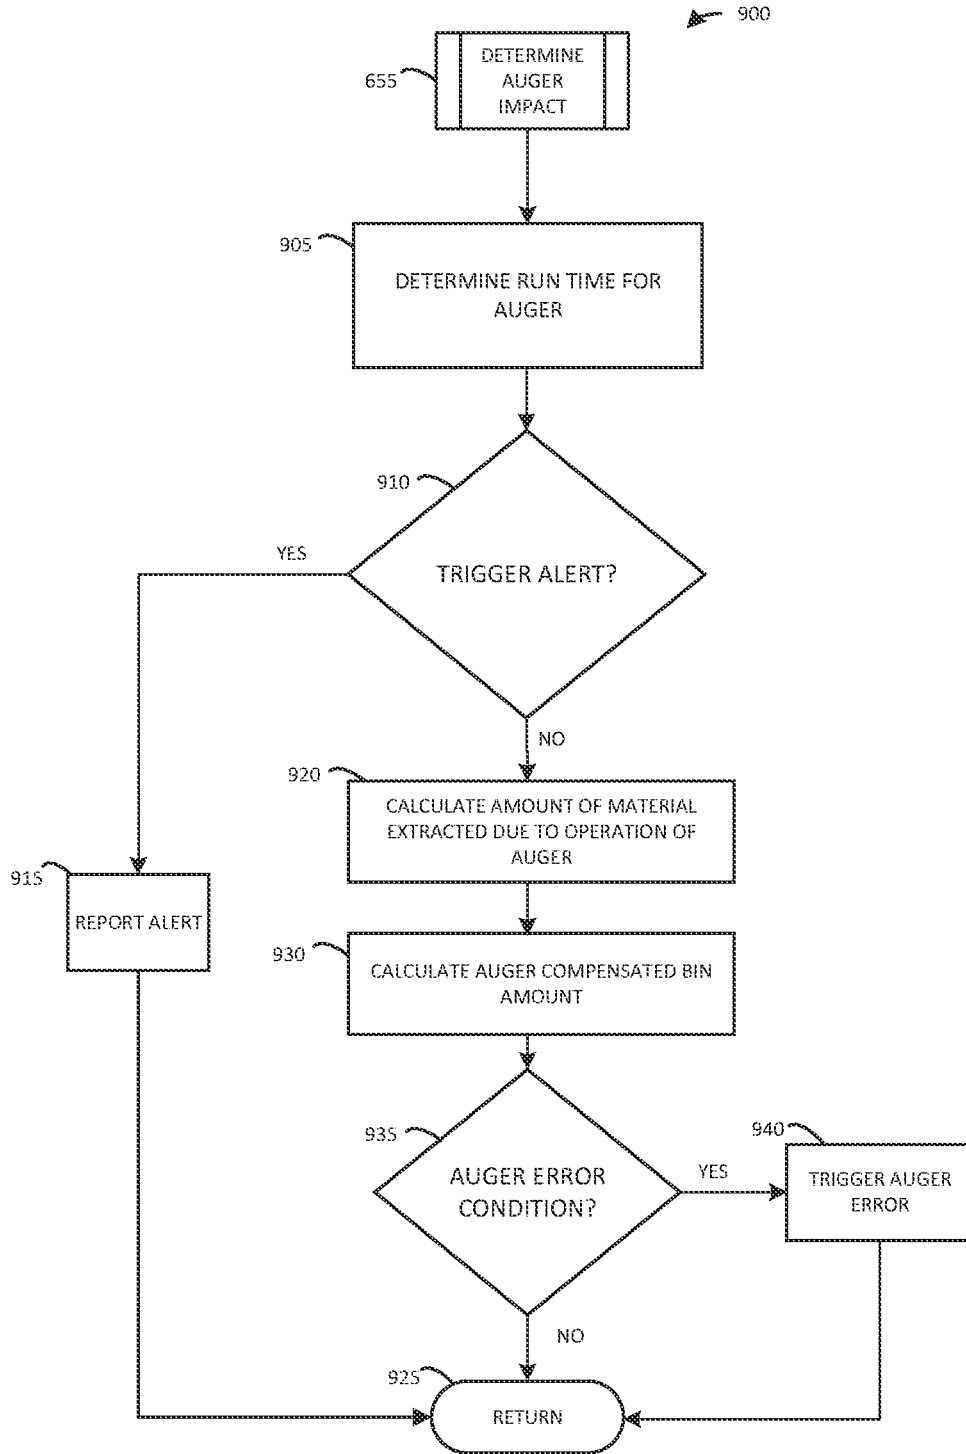 900
655
DETERMINE
AUGER
IMPACT
905
DETERMINE RUN TIME FOR
AUGER
910
YES
TRIGGER ALERT?
NO
920
CALCULATE AMOUNT OF MATERIAL
EXTRACTED DUE TO OPERATION OF
AUGER
915
REPORT ALERT
930
CALCULATE AUGER COMPENSATED BIN
AMOUNT
935
AUGER ERROR
CONDITION?
YES
940
TRIGGER AUGER
ERROR
NO
925
RETURN